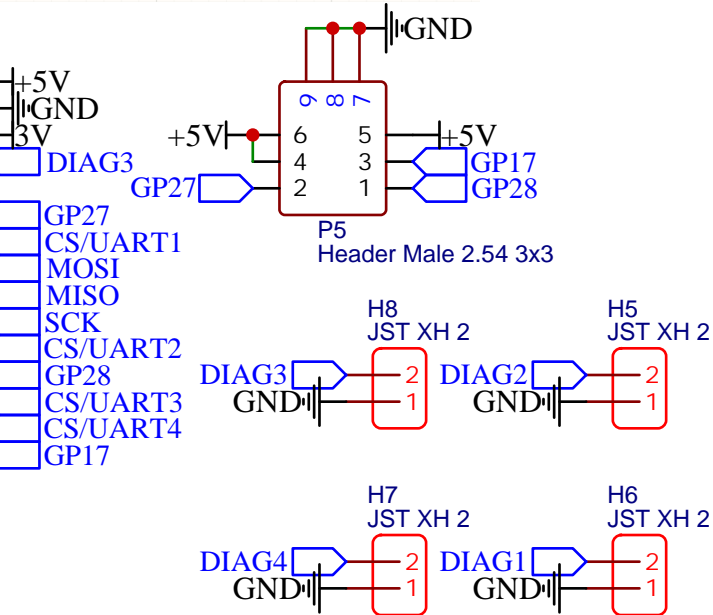 GND
+5V
GND
3V
DIAG3
9 8 7
+5V 6 5 +5V
4 3 GP17
GP27 2 1 GP28
P5
Header Male 2.54 3x3
GP27
CS/UART1
MOSI
MISO
SCK
CS/UART2
GP28
CS/UART3
CS/UART4
GP17
H8
JST XH 2
DIAG3 2
GND 1
H5
JST XH 2
DIAG2 2
GND 1
H7
JST XH 2
DIAG4 2
GND 1
H6
JST XH 2
DIAG1 2
GND 1